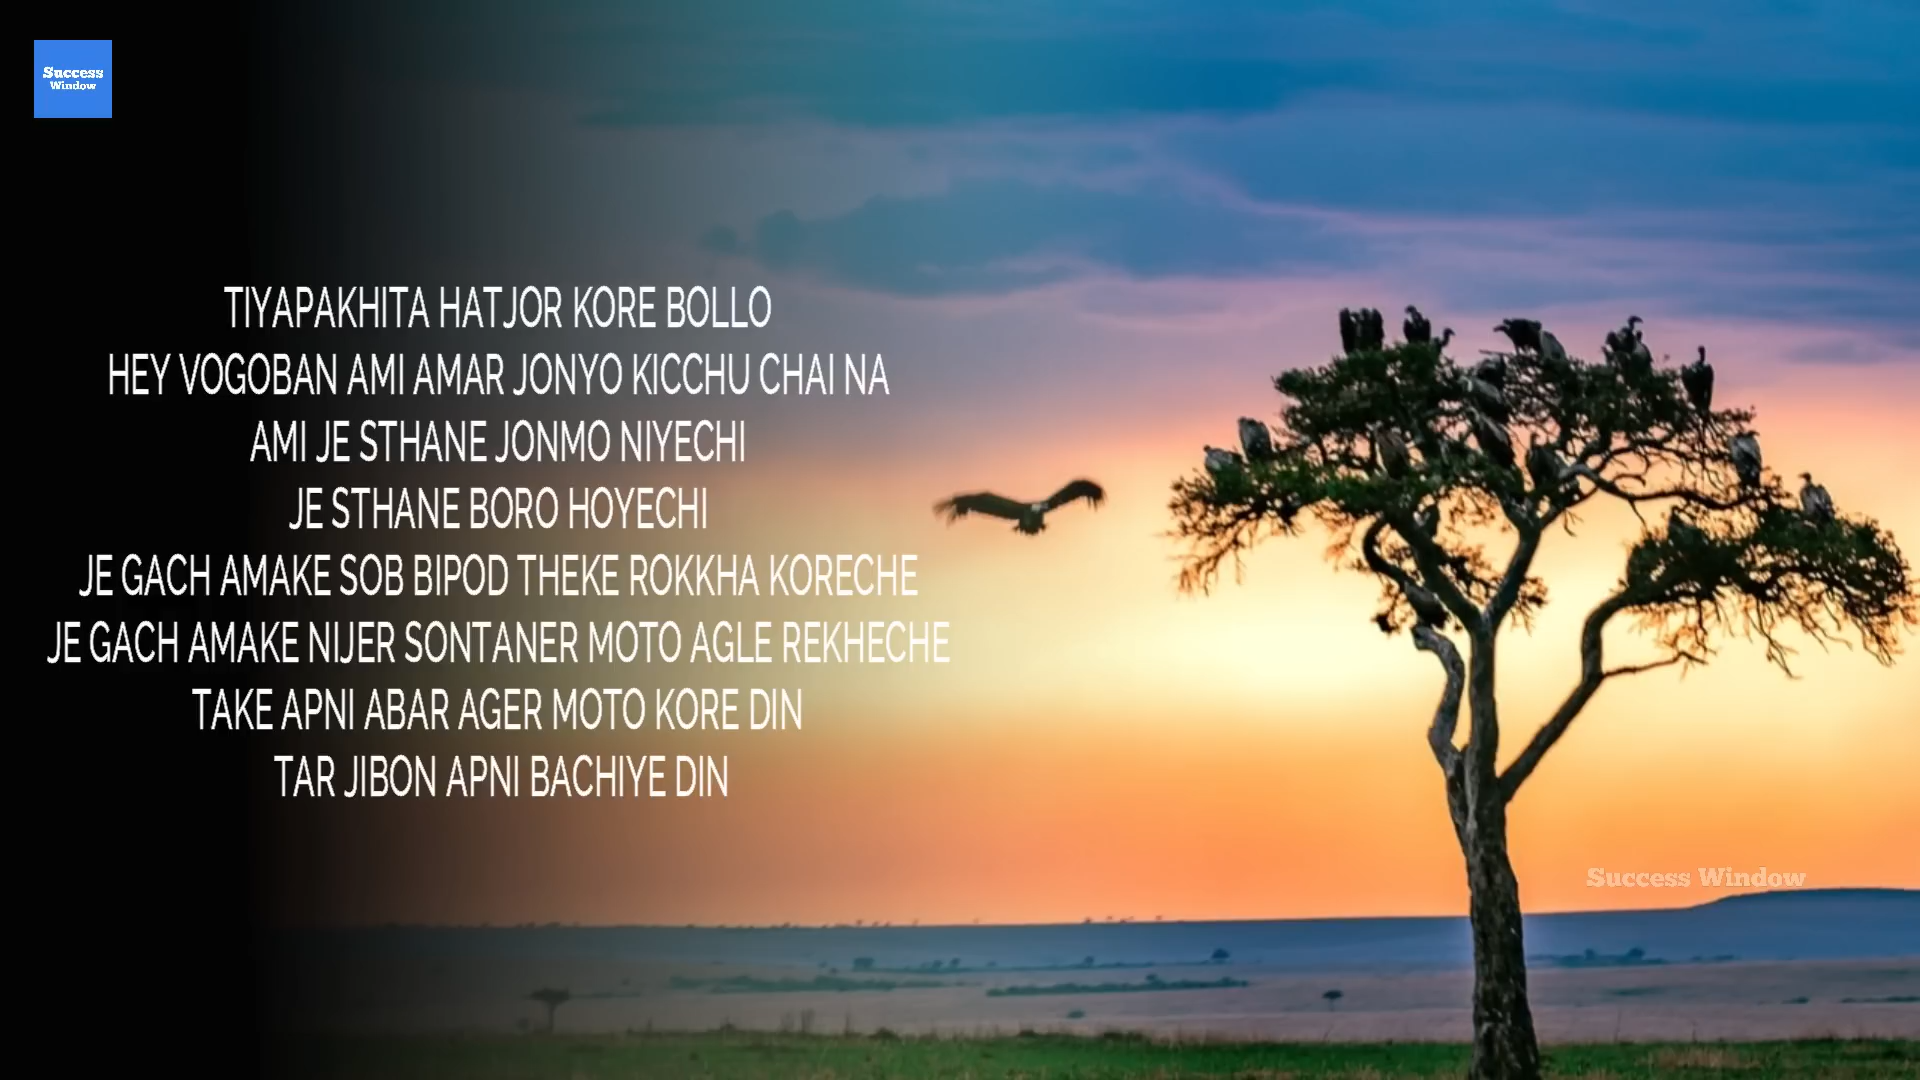 Success
Window
TIYAPAKHITA HATJOR KORE BOLLO
HEY VOGOBAN AMI AMAR JONYO KICCHU CHAI NA
AMI JE STHANE JONMO NIYECHI
JE STHANE BORO HOYECHI
JE GACH AMAKE SOB BIPOD THEKE ROKKHA KORECHE
JE GACH AMAKE NIJER SONTANER MOTO AGLE REKHECHE
TAKE APNI ABAR AGER MOTO KORE DIN
TAR JIBON APNI BACHIYE DIN
Success Window